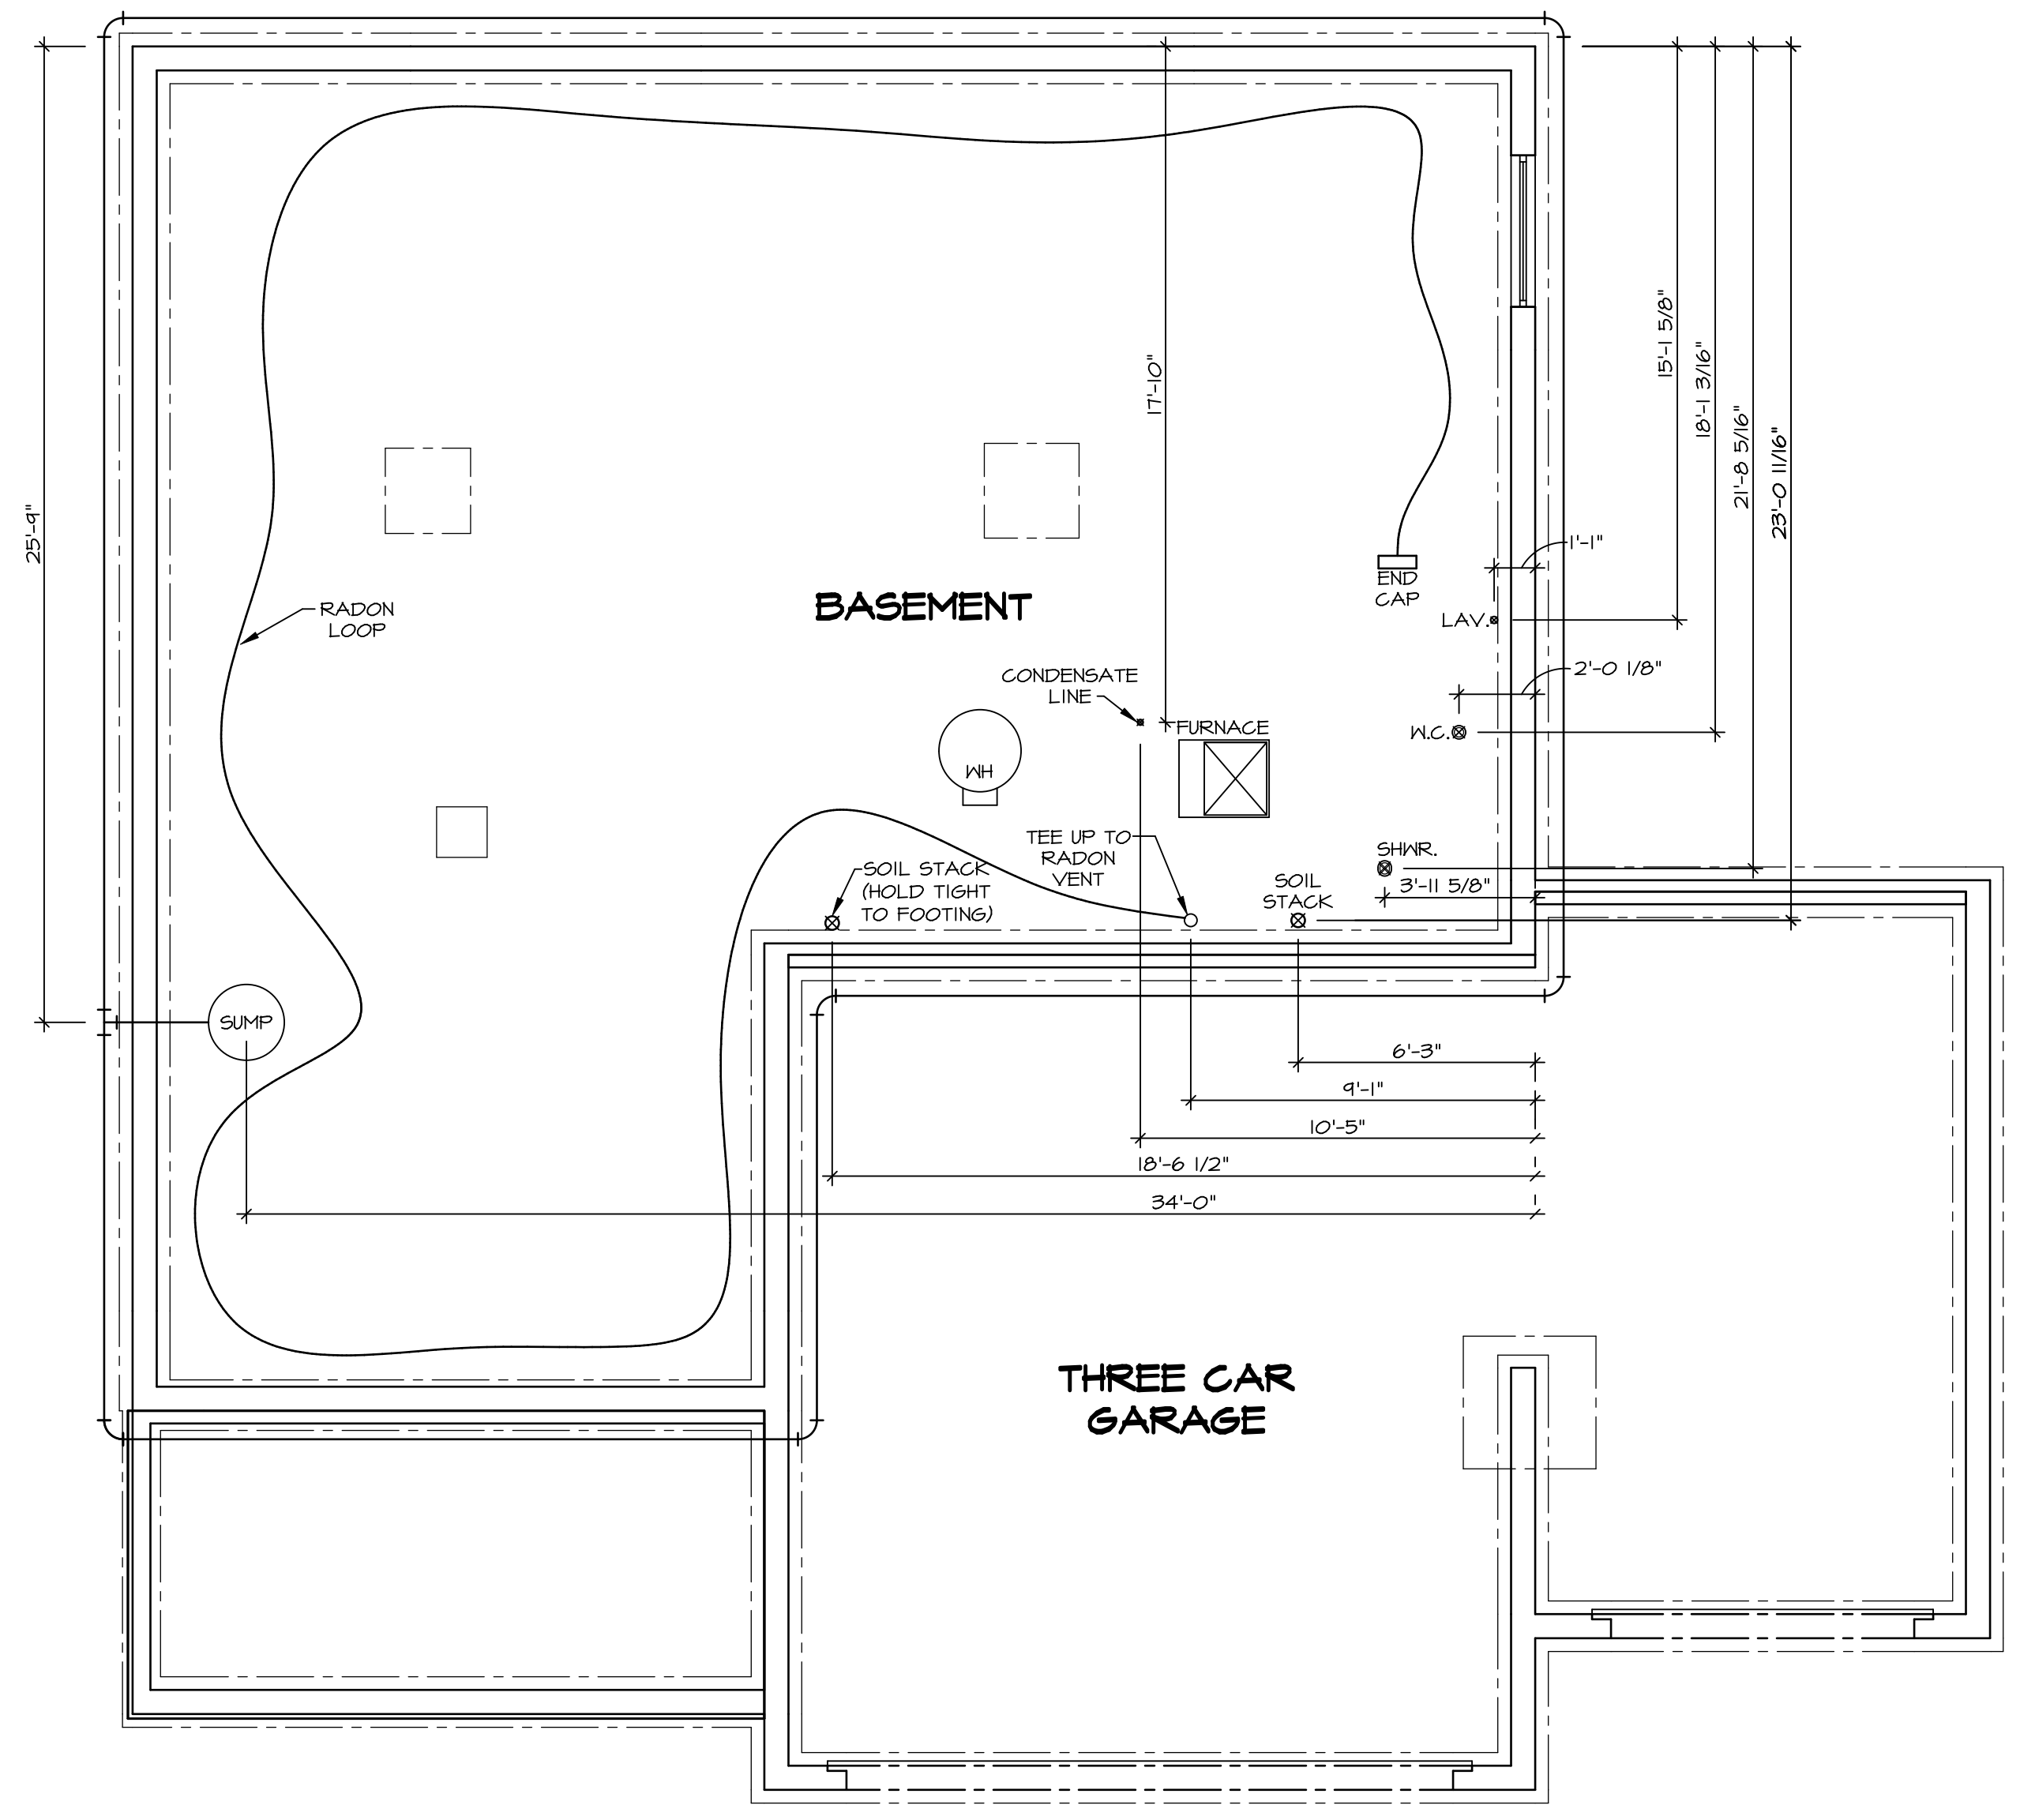 25'-9"
17'-10"
15'-1 5/8"
18'-1 3/16"
21'-8 5/16"
23'-0 11/16"
1'-1"
END
CAP
BASEMENT
RADON
LOOP
LAV.
CONDENSATE
LINE
2'-0 1/8"
FURNACE
W.C.
WH
TEE UP TO
RADON
VENT
SHWR.
SOIL STACK
(HOLD TIGHT
TO FOOTING)
SOIL
STACK
3'-11 5/8"
SUMP
6'-3"
9'-1"
10'-5"
18'-6 1/2"
34'-0"
THREE CAR
GARAGE